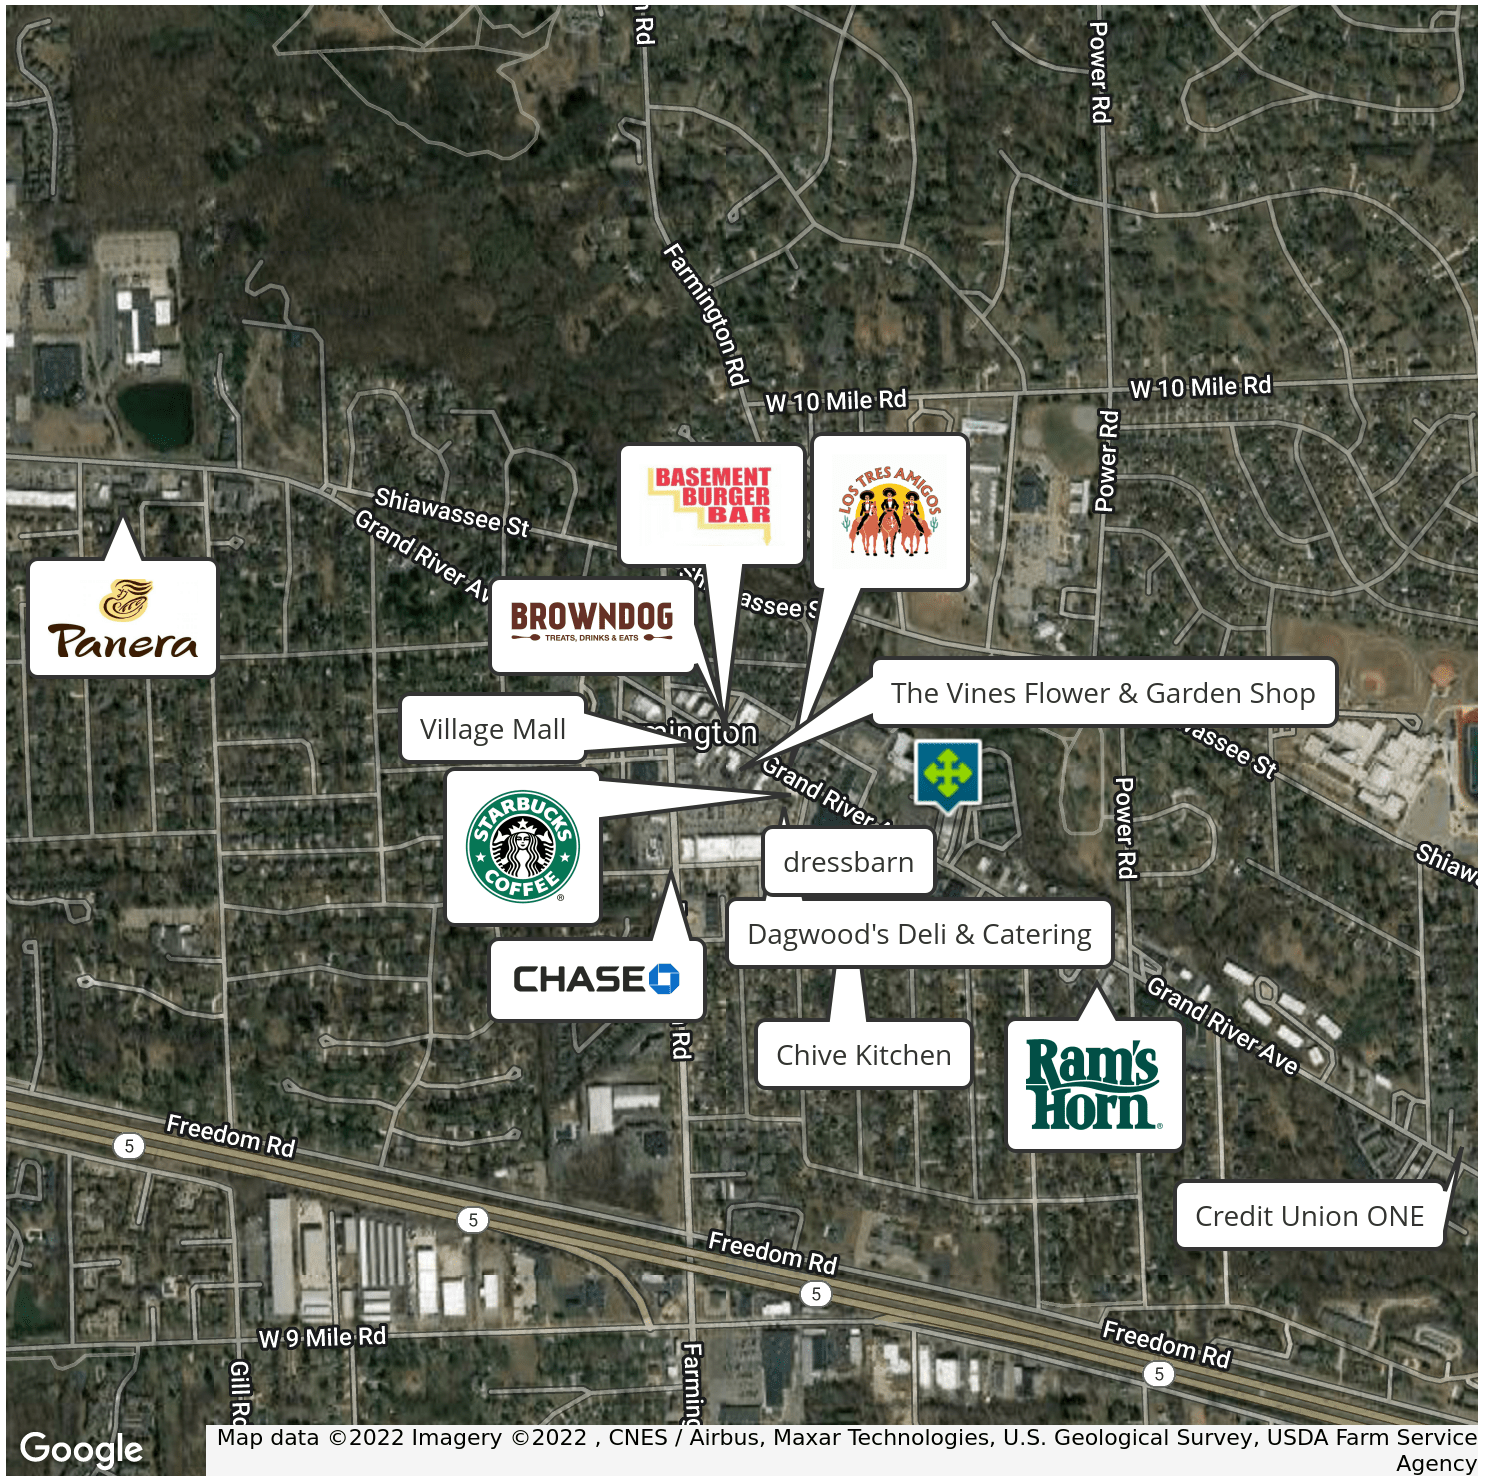 n Rd
Power Rd
Farmington Rd
W 10 Mile Rd
W 10 Mile Rd
Power Rd
BASEMENT
BURGER
BAR
LOS TRES AMIGOS
Shiawassee St
Grand River Av
Panera
BROWNDOG
TREATS, DRINKS & EATS
Sh
assee S
The Vines Flower & Garden Shop
Village Mall
mington
assee St
Grand River A
Power Rd
STARBUCKS
COFFEE
®
dressbarn
Shiawa
Dagwood's Deli & Catering
CHASE
Rd
Grand River Ave
Chive Kitchen
Ram's
Horn®
Freedom Rd
5
Credit Union ONE
5
Freedom Rd
5
W 9 Mile Rd
Freedom Rd
5
Gill Rd
Farming
Google
Map data ©2022 Imagery ©2022 , CNES / Airbus, Maxar Technologies, U.S. Geological Survey, USDA Farm Service
Agency